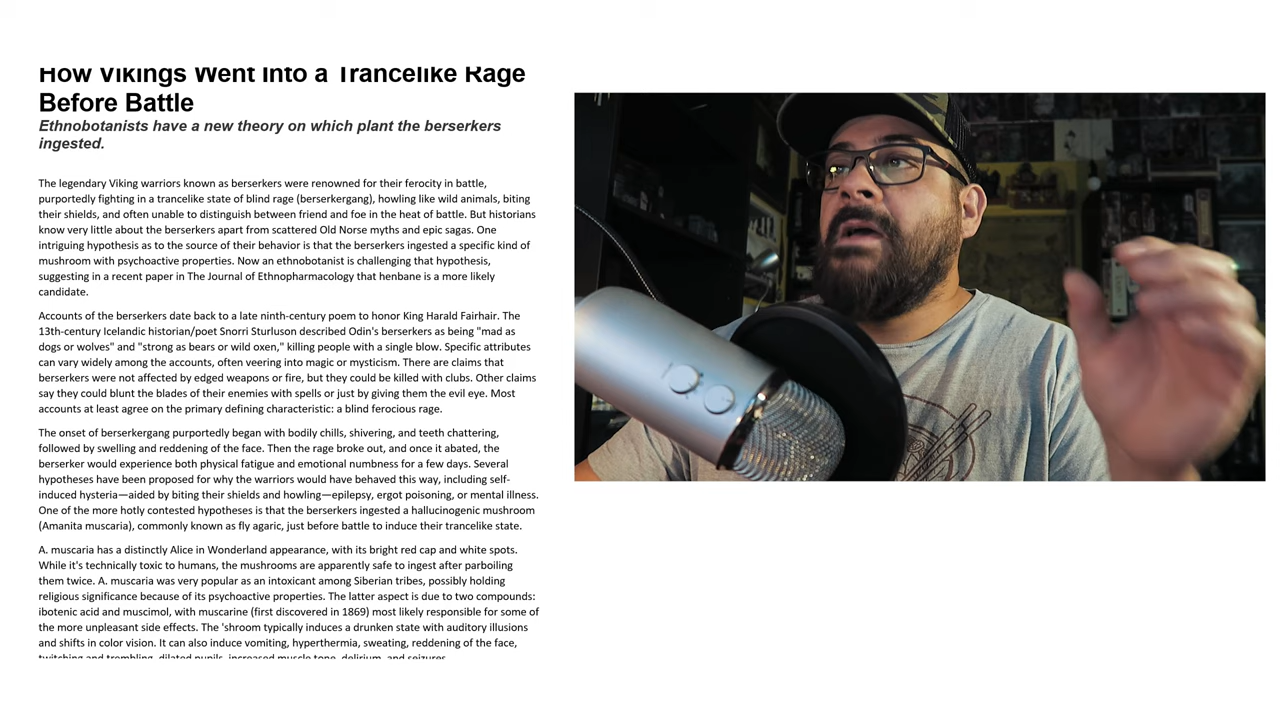 How Vikings Went Into a Trancelike Rage
Before Battle
Ethnobotanists have a new theory on which plant the berserkers
ingested.
The legendary Viking warriors known as berserkers were renowned for their ferocity in battle,
purportedly fighting in a trancelike state of blind rage (berserkergang), howling like wild animals, biting
their shields, and often unable to distinguish between friend and foe in the heat of battle. But historians
know very little about the berserkers apart from scattered Old Norse myths and epic sagas. One
intriguing hypothesis as to the source of their behavior is that the berserkers ingested a specific kind of
mushroom with psychoactive properties. Now an ethnobotanist is challenging that hypothesis,
suggesting in a recent paper in The Journal of Ethnopharmacology that henbane is a more likely
candidate.
Accounts of the berserkers date back to a late ninth-century poem to honor King Harald Fairhair. The
13th-century Icelandic historian/poet Snorri Sturluson described Odin's berserkers as being "mad as
dogs or wolves" and "strong as bears or wild oxen," killing people with a single blow. Specific attributes
can vary widely among the accounts, often veering into magic or mysticism. There are claims that
berserkers were not affected by edged weapons or fire, but they could be killed with clubs. Other claims
say they could blunt the blades of their enemies with spells or just by giving them the evil eye. Most
accounts at least agree on the primary defining characteristic: a blind ferocious rage.
The onset of berserkergang purportedly began with bodily chills, shivering, and teeth chattering,
followed by swelling and reddening of the face. Then the rage broke out, and once it abated, the
berserker would experience both physical fatigue and emotional numbness for a few days. Several
hypotheses have been proposed for why the warriors would have behaved this way, including self-
induced hysteria—aided by biting their shields and howling—epilepsy, ergot poisoning, or mental illness.
One of the more hotly contested hypotheses is that the berserkers ingested a hallucinogenic mushroom
(Amanita muscaria), commonly known as fly agaric, just before battle to induce their trancelike state.
A. muscaria has a distinctly Alice in Wonderland appearance, with its bright red cap and white spots.
While it's technically toxic to humans, the mushrooms are apparently safe to ingest after parboiling
them twice. A. muscaria was very popular as an intoxicant among Siberian tribes, possibly holding
religious significance because of its psychoactive properties. The latter aspect is due to two compounds:
ibotenic acid and muscimol, with muscarine (first discovered in 1869) most likely responsible for some of
the more unpleasant side effects. The 'shroom typically induces a drunken state with auditory illusions
and shifts in color vision. It can also induce vomiting, hyperthermia, sweating, reddening of the face,
twitching and trembling, dilated pupils, increased muscle tone, delirium, and seizures.